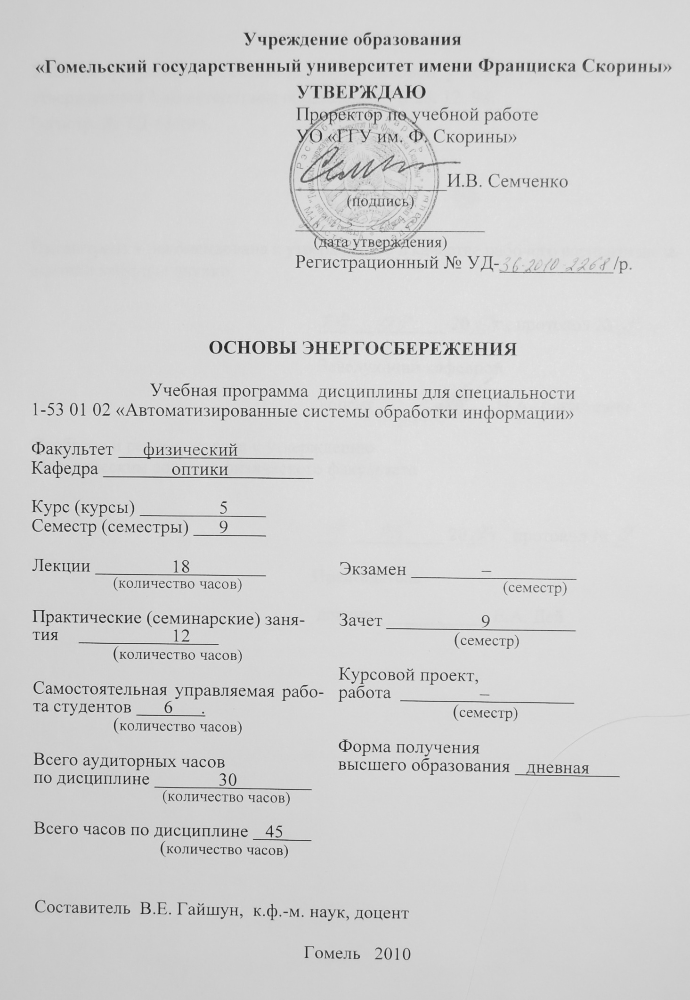 Учреждение образования
«Гомельский государственный университет имени Франциска Скорины»
УТВЕРЖДАЮ
Проректор по учебной работе
УО «ГГУ им. Ф. Скорины»
И.В. Семченко
(подпись)
(дата утверждения)
Регистрационный № УД-36-2010-2268/р.
ОСНОВЫ ЭНЕРГОСБЕРЕЖЕНИЯ
Учебная программа дисциплины для специальности
1-53 01 02 «Автоматизированные системы обработки информации»
Факультет физический
Кафедра оптики
Курс (курсы) 5
Семестр (семестры) 9
Лекции 18
(количество часов)
Экзамен –
(семестр)
Практические (семинарские) заня-
тия 12
(количество часов)
Зачет 9
(семестр)
Самостоятельная управляемая рабо-
та студентов 6 .
(количество часов)
Курсовой проект,
работа –
(семестр)
Всего аудиторных часов
по дисциплине 30
(количество часов)
Форма получения
высшего образования дневная
Всего часов по дисциплине 45
(количество часов)
Составитель В.Е. Гайшун, к.ф.-м. наук, доцент
Гомель 2010